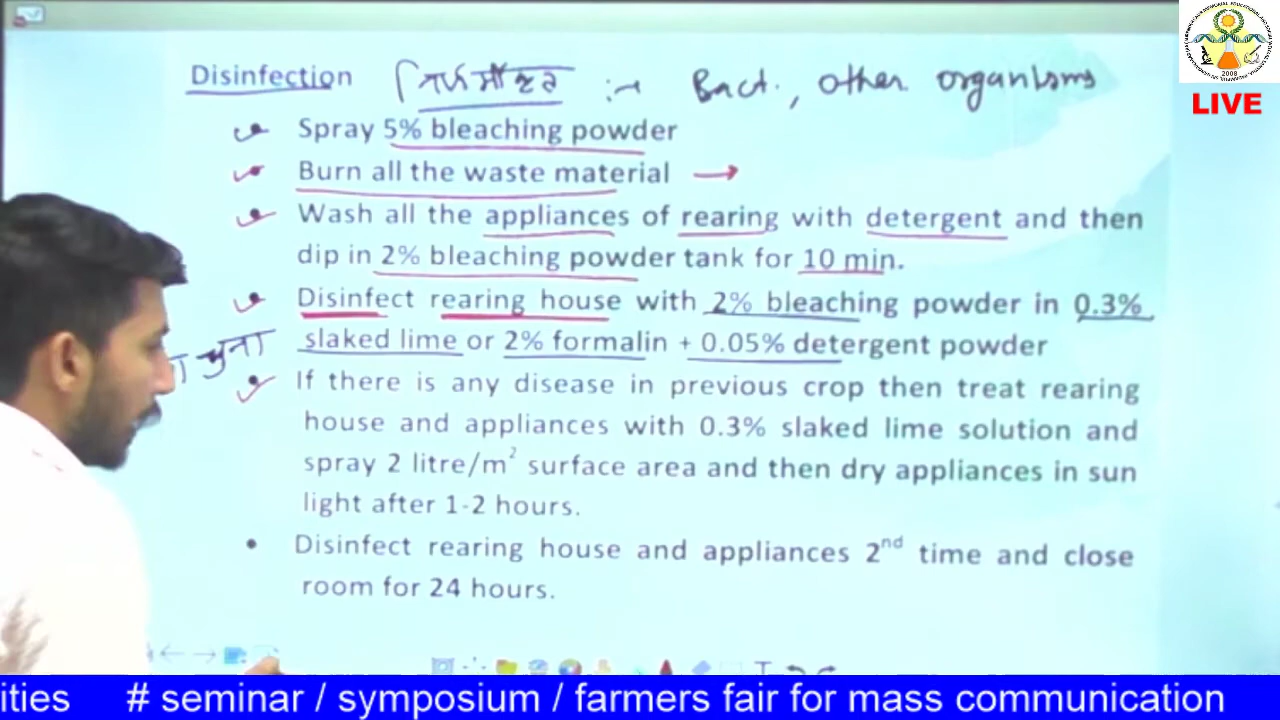 LIVE
2008
Disinfection :- Bact., other organisms
Spray 5% bleaching powder
Burn all the waste material →
Wash all the appliances of rearing with detergent and then
dip in 2% bleaching powder tank for 10 min.
Disinfect rearing house with 2% bleaching powder in 0.3%
slaked lime or 2% formalin + 0.05% detergent powder
चुना
If there is any disease in previous crop then treat rearing
house and appliances with 0.3% slaked lime solution and
spray 2 litre/m² surface area and then dry appliances in sun
light after 1-2 hours.
• Disinfect rearing house and appliances 2nd time and close
room for 24 hours.
ities # seminar / symposium / farmers fair for mass communication